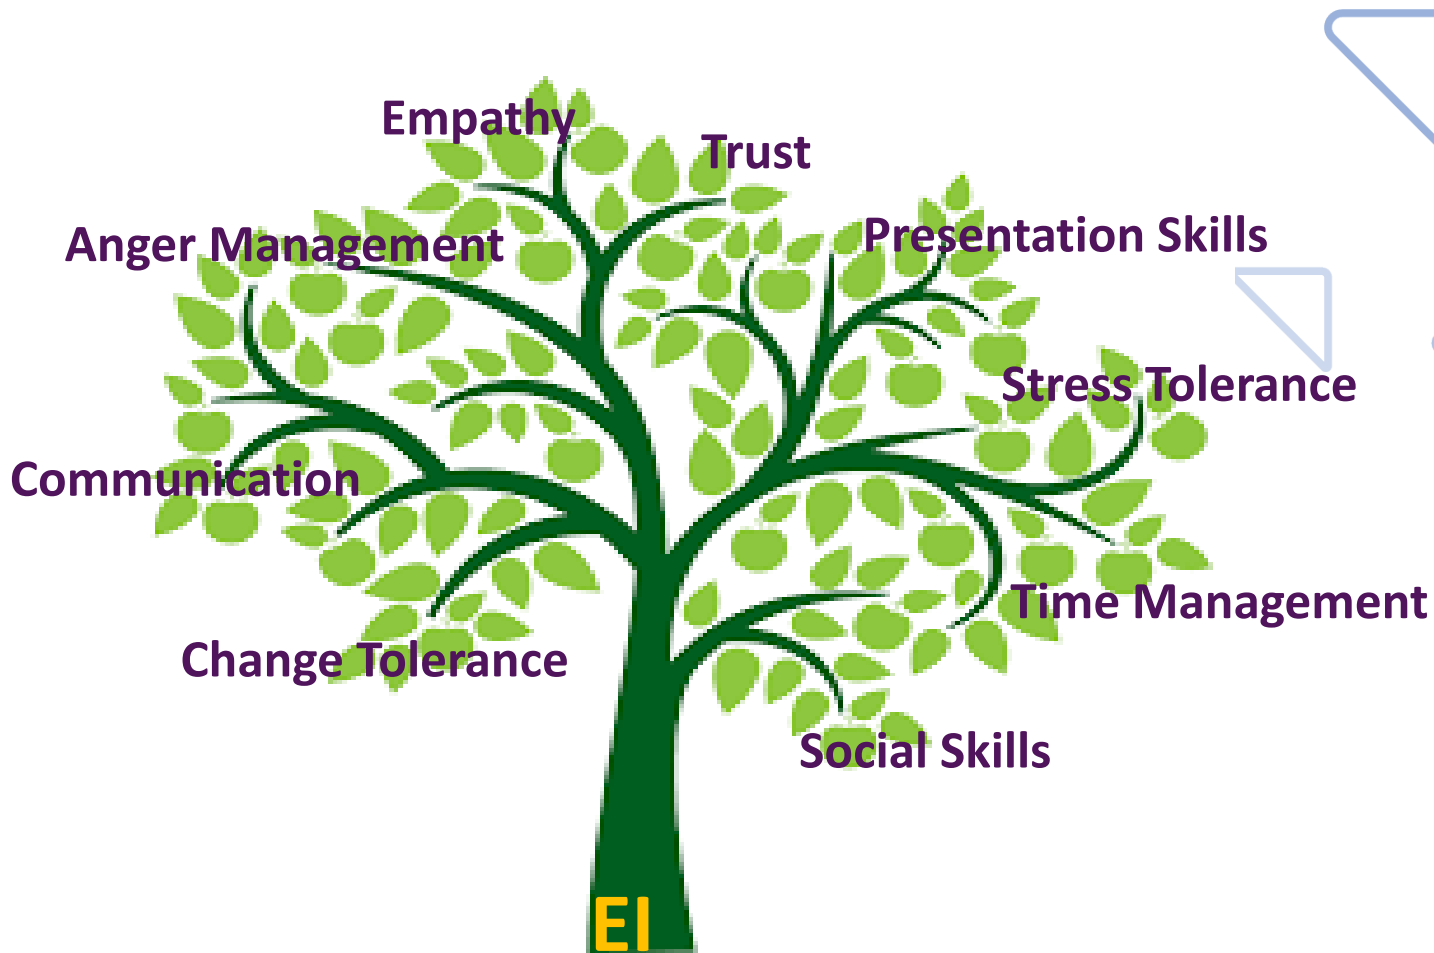 Empathy
Trust
Anger Management
Presentation Skills
Stress Tolerance
Communication
Time Management
Change Tolerance
Social Skills
EI